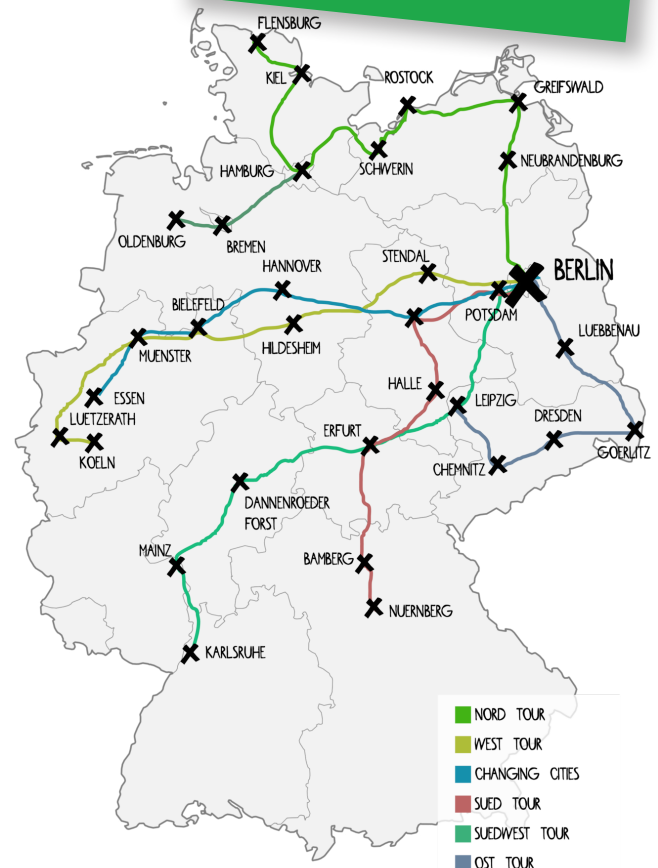 FLENSBURG
KIEL
ROSTOCK
GREIFSWALD
HAMBURG
SCHWERIN
NEUBRANDENBURG
OLDENBURG
BREMEN
STENDAL
HANNOVER
BERLIN
BIELEFELD
POTSDAM
LUEBBENAU
MUENSTER
HILDESHEIM
ESSEN
HALLE
LEIPZIG
LUETZERATH
DRESDEN
ERFURT
GOERLITZ
KOELN
CHEMNITZ
DANNENROEDER
FORST
MAINZ
BAMBERG
NUERNBERG
KARLSRUHE
NORD TOUR
WEST TOUR
CHANGING CITIES
SUED TOUR
SUEDWEST TOUR
OST TOUR